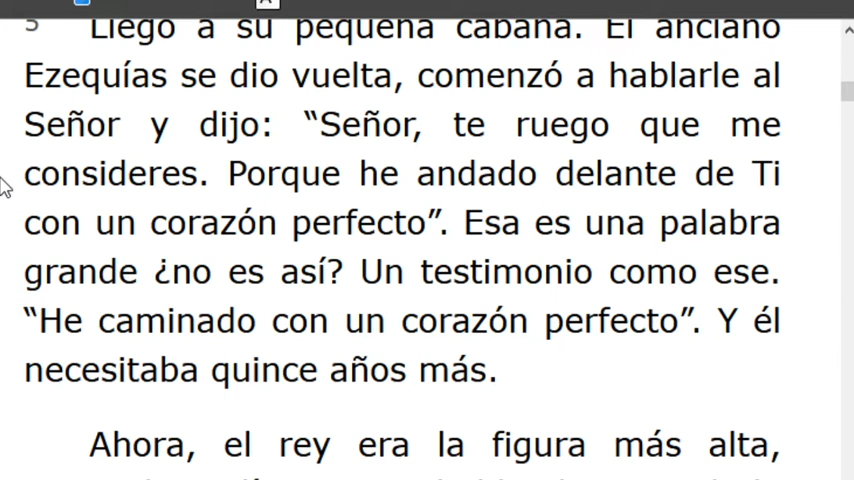 5 Llegó a su pequeña cabaña. El anciano
Ezequías se dio vuelta, comenzó a hablarle al
Señor y dijo: “Señor, te ruego que me
consideres. Porque he andado delante de Ti
con un corazón perfecto”. Esa es una palabra
grande ¿no es así? Un testimonio como ese.
“He caminado con un corazón perfecto”. Y él
necesitaba quince años más.
Ahora, el rey era la figura más alta,